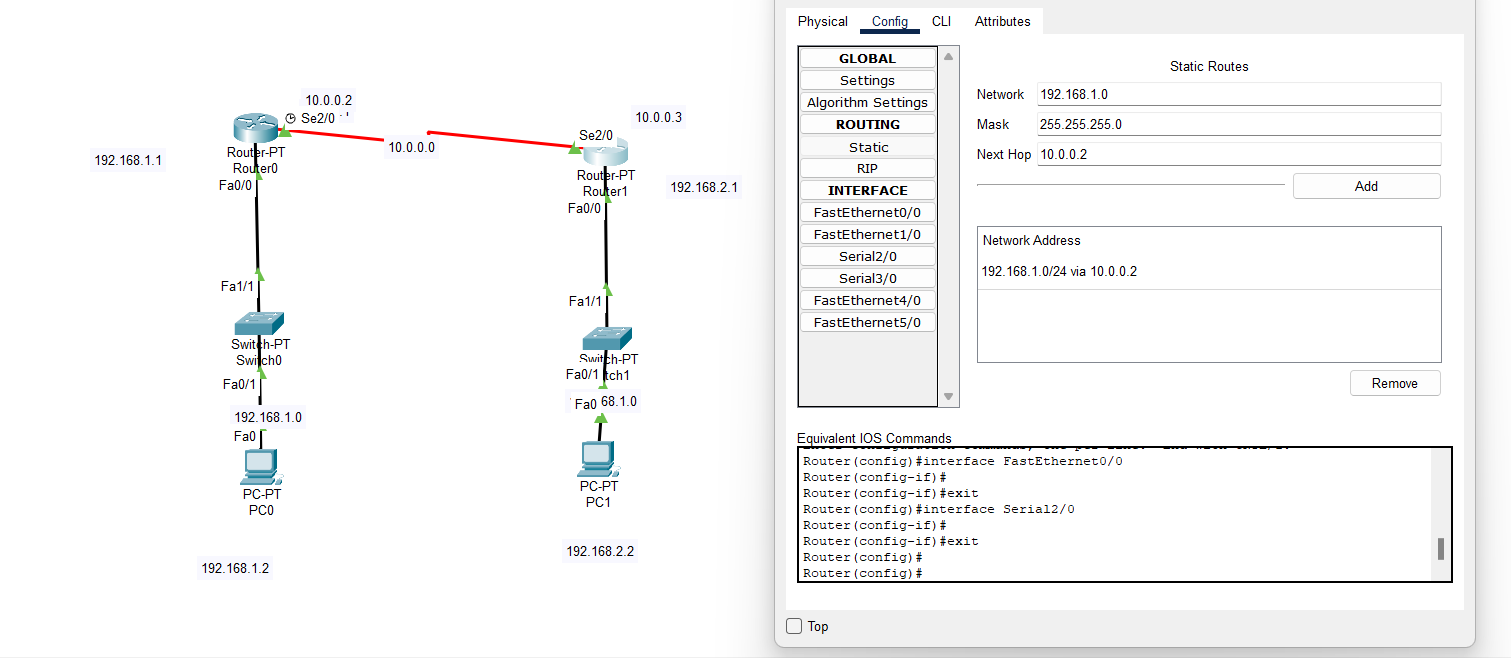 10.0.0.2
Se2/0
10.0.0.3
Se2/0
10.0.0.0
192.168.1.1
Router-PT
Router0
Fa0/0
Router-PT
Router1
192.168.2.1
Fa0/0
Fa1/1
Fa1/1
Switch-PT
Switch0
Switch-PT
tch1
Fa0/1
Fa0/1
192.168.1.0
Fa0
Fa0
68.1.0
PC-PT
PC0
PC-PT
PC1
192.168.2.2
192.168.1.2
Physical Config CLI Attributes
GLOBAL
Settings
Algorithm Settings
ROUTING
Static
RIP
INTERFACE
FastEthernet0/0
FastEthernet1/0
Serial2/0
Serial3/0
FastEthernet4/0
FastEthernet5/0
Static Routes
Network 192.168.1.0
Mask 255.255.255.0
Next Hop 10.0.0.2
Add
Network Address
192.168.1.0/24 via 10.0.0.2
Remove
Equivalent IOS Commands
Router(config)#interface FastEthernet0/0
Router(config-if)#
Router(config-if)#exit
Router(config)#interface Serial2/0
Router(config-if)#
Router(config-if)#exit
Router(config)#
Router(config)#
Top